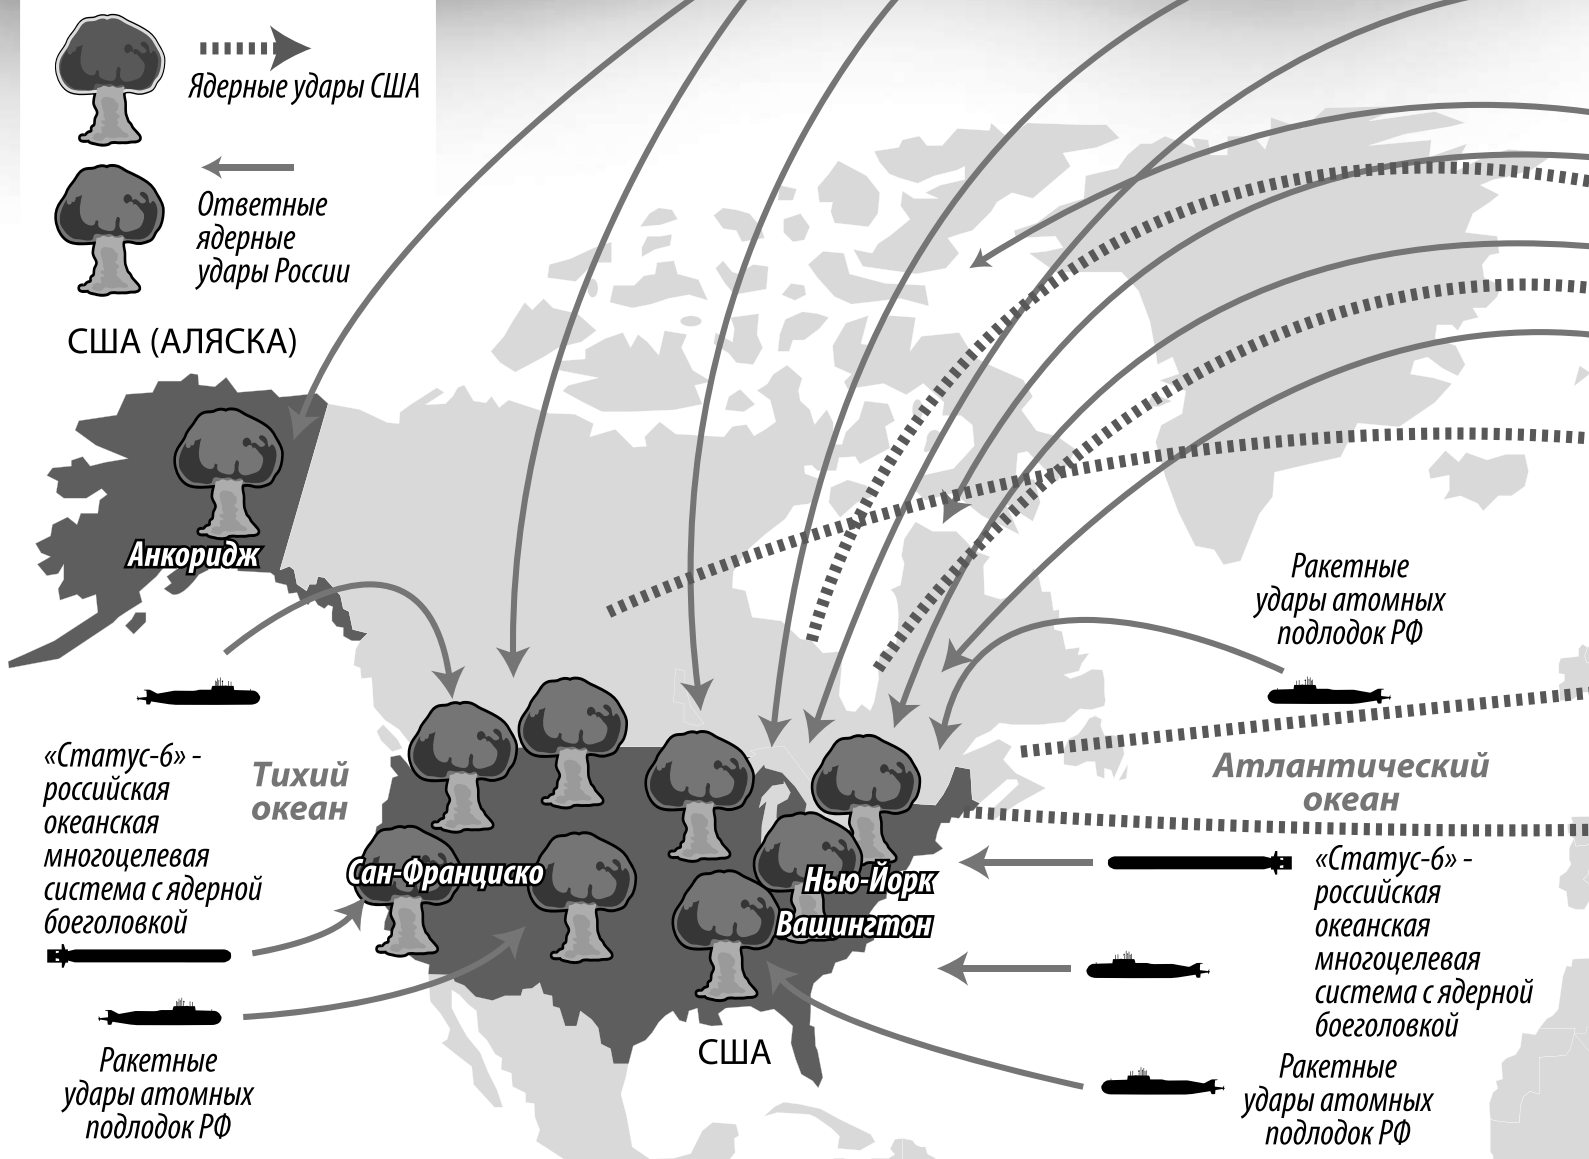 Ядерные удары США
Ответные
ядерные
удары России
США (АЛЯСКА)
Анкоридж
Ракетные
удары атомных
подлодок РФ
«Статус-6» -
российская
океанская
многоцелевая
система с ядерной
боеголовкой
Тихий
океан
Атлантический
океан
Сан-Франциско
Нью-Йорк
Вашингтон
«Статус-6» -
российская
океанская
многоцелевая
система с ядерной
боеголовкой
США
Ракетные
удары атомных
подлодок РФ
Ракетные
удары атомных
подлодок РФ